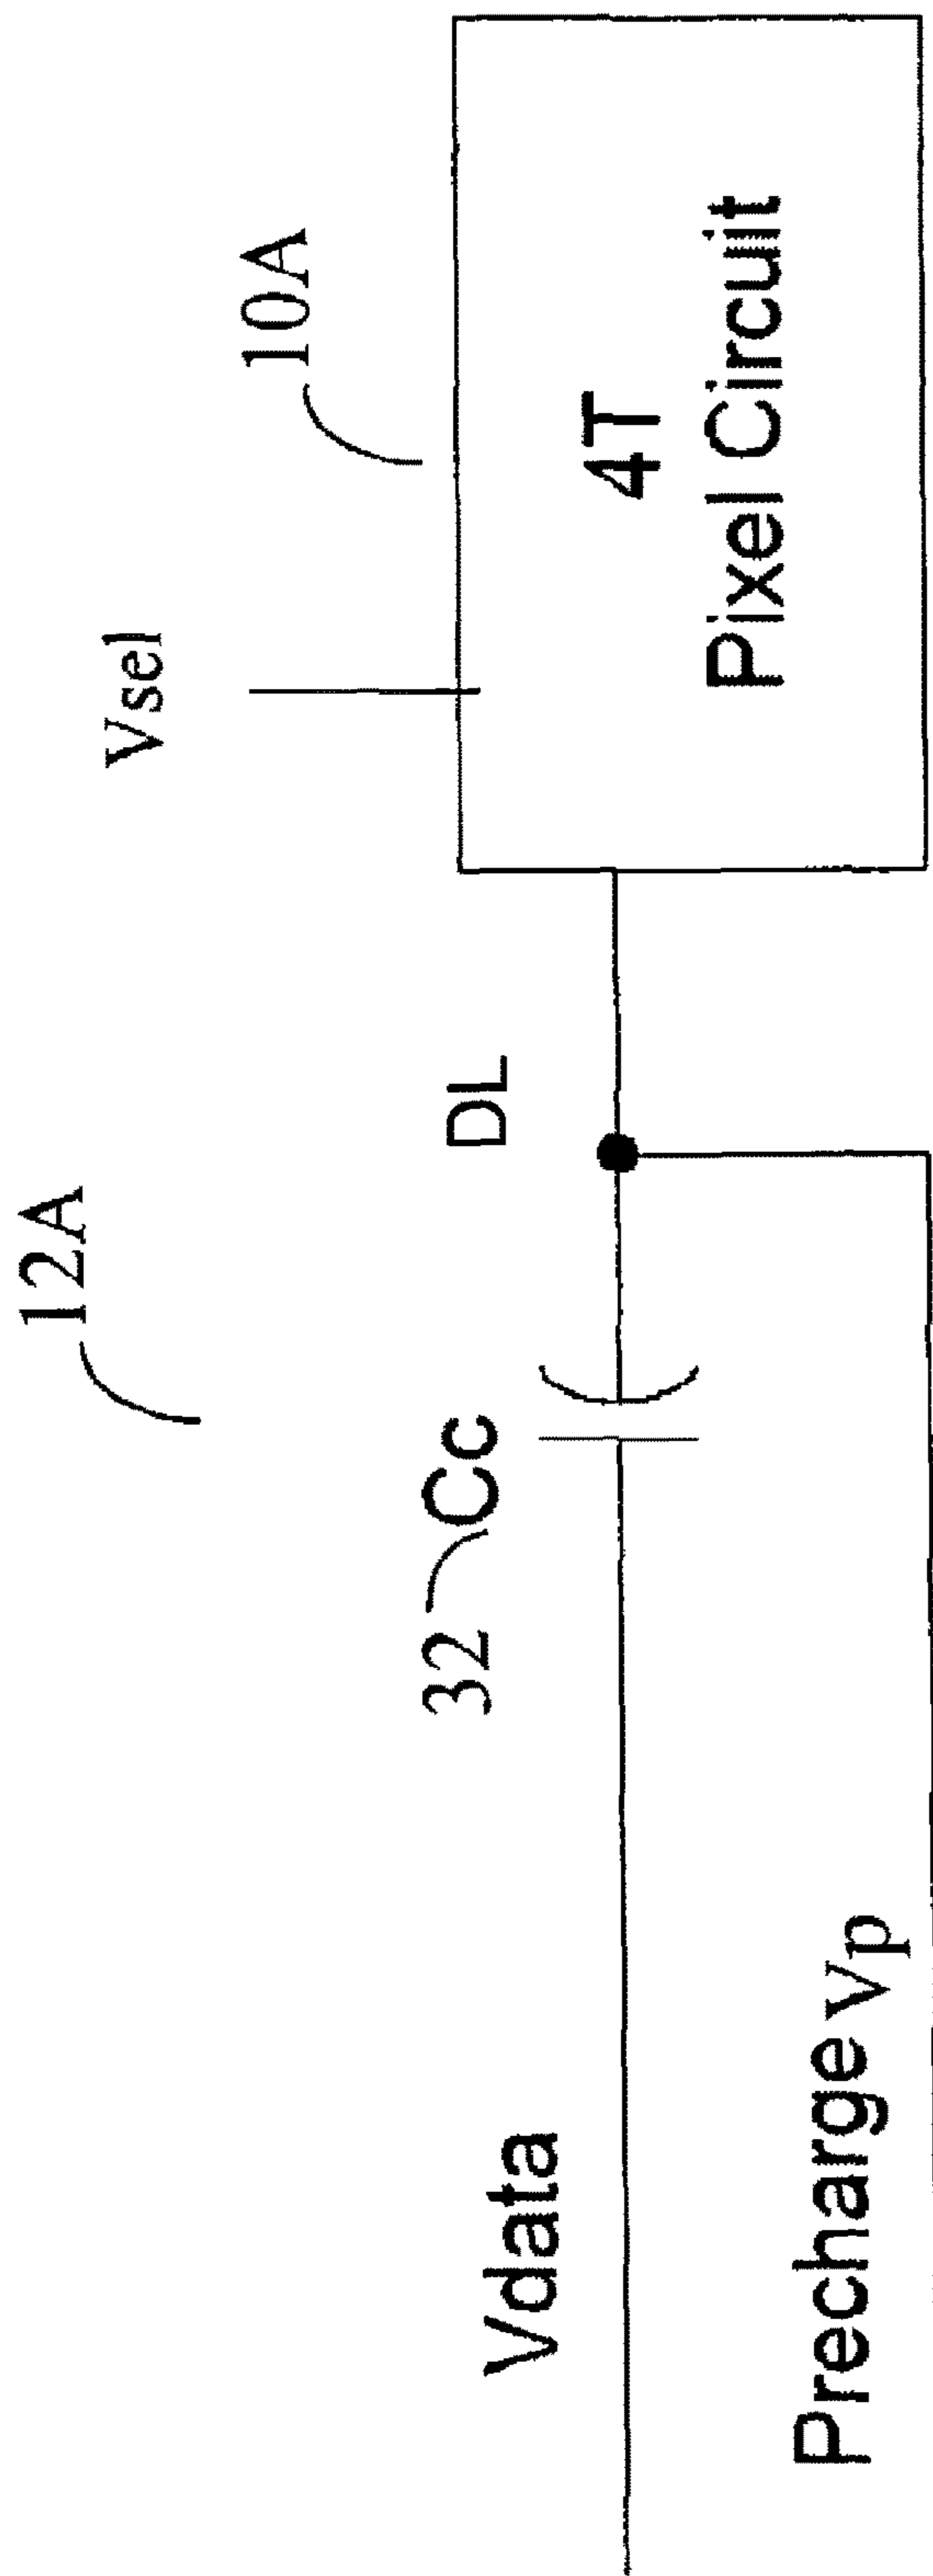 12A
Vsel
10A
32
Cc
DL
4T
Pixel Circuit
Vdata
Precharge Vp